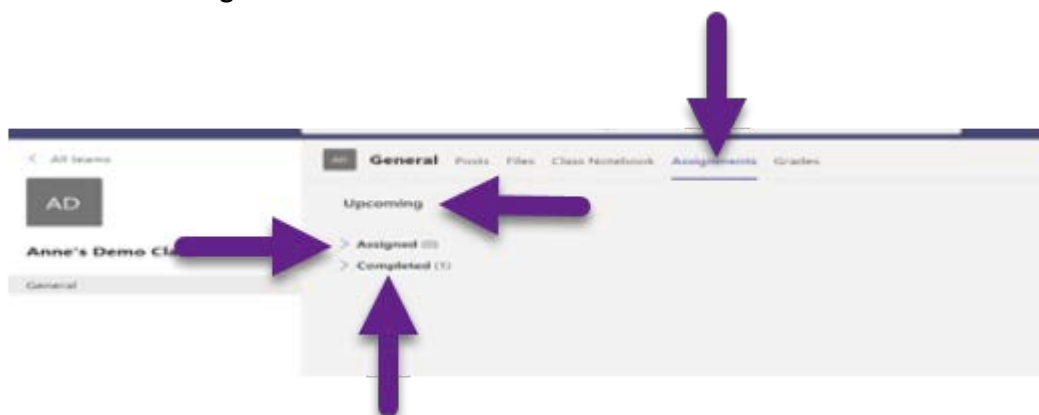 < All teams
AD General Posts Files Class Notebook Assignments Grades
AD
Upcoming
Anne's Demo Cla
> Assigned (0)
> Completed (1)
General